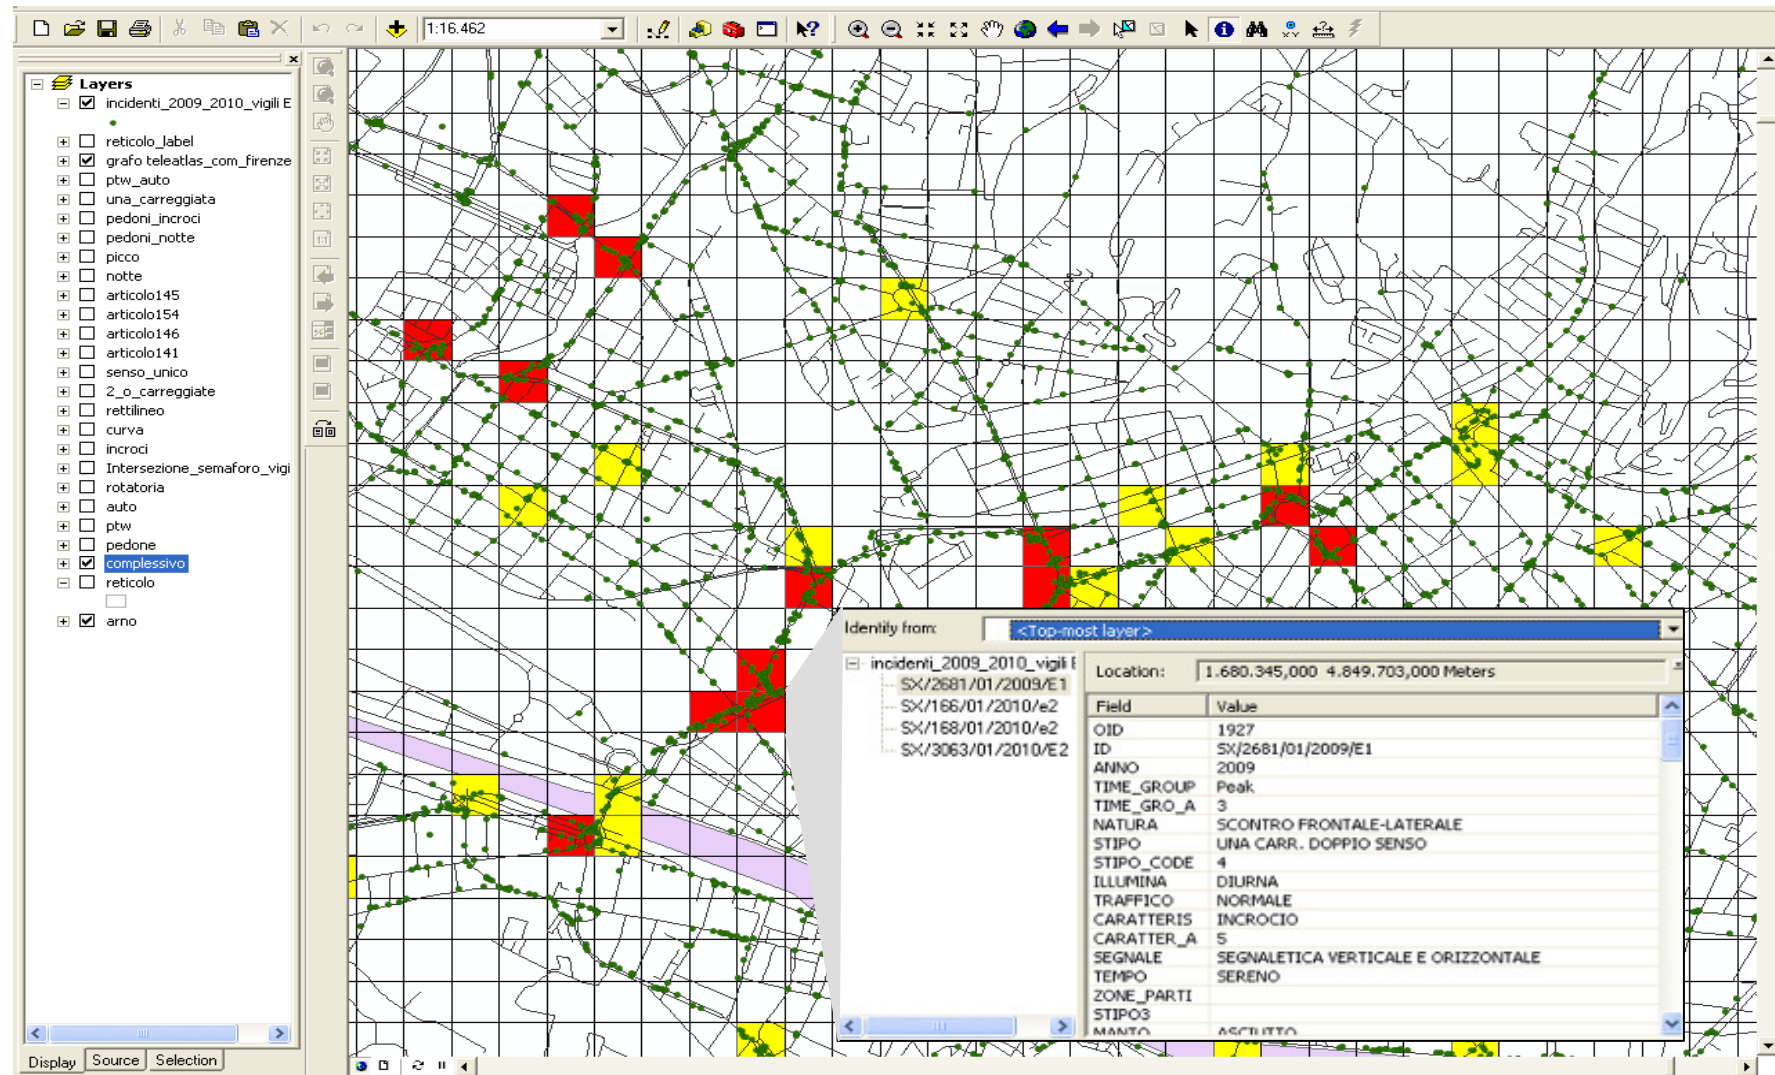 1:16.462
Layers
incidenti_2009_2010_vigili E
reticolo_label
grafo teleatlas_com_firenze
ptw_auto
una_carreggiata
pedoni_incroci
pedoni_notte
picco
notte
articolo145
articolo154
articolo146
articolo141
senso_unico
2_o_carreggiate
rettilineo
curva
incroci
Intersezione_semaforo_vigi
rotatoria
auto
ptw
pedone
complessivo
reticolo
arno
Display Source Selection
1:1
Identify from: <Top-most layer>
incidenti_2009_2010_vigili E
SX/2681/01/2009/E1
SX/166/01/2010/e2
SX/168/01/2010/e2
SX/3063/01/2010/E2
Location: 1.680.345,000 4.849.703,000 Meters
Field Value
OID 1927
ID SX/2681/01/2009/E1
ANNO 2009
TIME_GROUP Peak
TIME_GRO_A 3
NATURA SCONTRO FRONTALE-LATERALE
STIPO UNA CARR. DOPPIO SENSO
STIPO_CODE 4
ILLUMINA DIURNA
TRAFFICO NORMALE
CARATTERIS INCROCIO
CARATTER_A 5
SEGNALE SEGNALETICA VERTICALE E ORIZZONTALE
TEMPO SERENO
ZONE_PARTI
STIPO3
MANTO ASCIUTTO